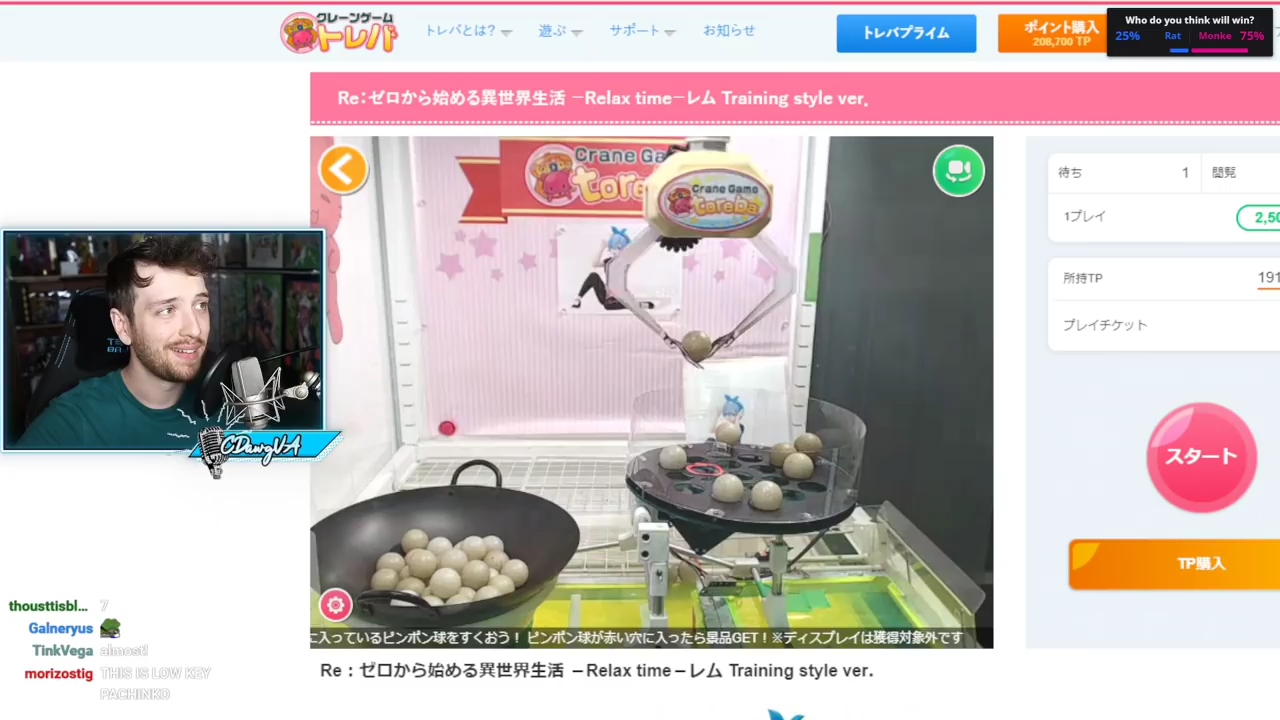 クレーンゲーム
トレバ
トレバとは?
遊ぶ
サポート
お知らせ
トレバプライム
ポイント購入
208,700 TP
Who do you think will win?
25% Rat Monke 75%
Re:ゼロから始める異世界生活 –Relax time–レム Training style ver.
Crane Ga
toreba
Crane Game
toreba
待ち 1 閲覧
1プレイ 2,50
所持TP 191
プレイチケット
スタート
TP購入
CDawgVA
に入っているピンポン球をすくおう! ピンポン球が赤い穴に入ったら景品GET!※ディスプレイは獲得対象外です
Re:ゼロから始める異世界生活 –Relax time–レム Training style ver.
thousttisbl... 7
Galneryus
TinkVega almost!
morizostig THIS IS LOW KEY
PACHINKO